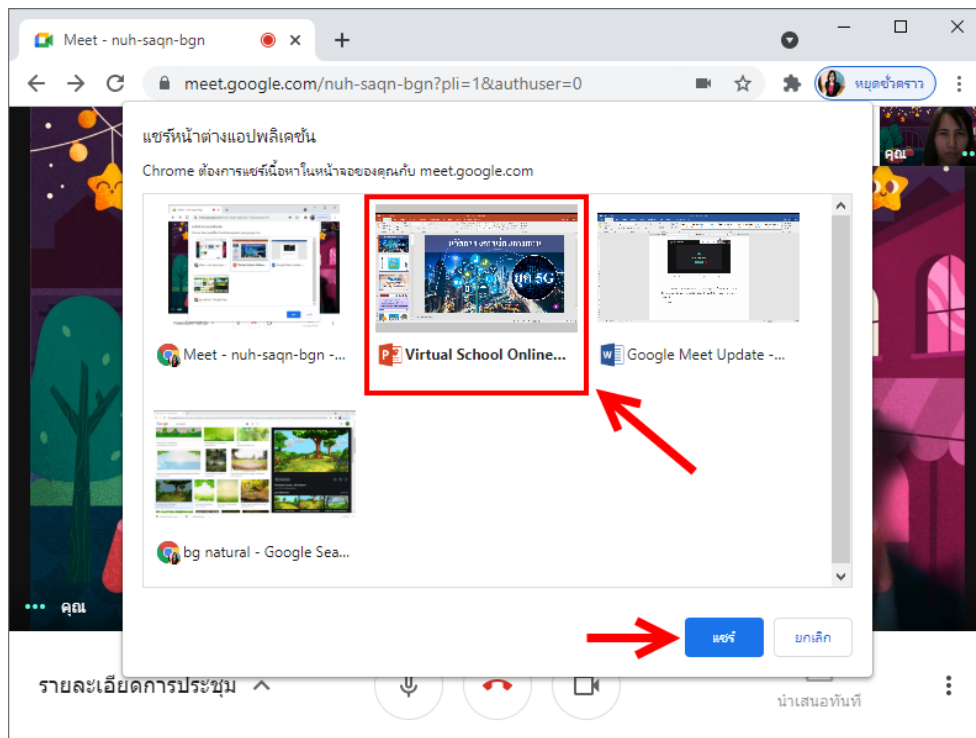 Meet - nuh-saqn-bgn
meet.google.com/nuh-saqn-bgn?pli=1&authuser=0
หยุดชั่วคราว
แชร์หน้าต่างแอปพลิเคชัน
Chrome ต้องการแชร์เนื้อหาในหน้าจอของคุณกับ meet.google.com
คุณ
ยุค 5G
Meet - nuh-saqn-bgn -...
Virtual School Online...
Google Meet Update -...
bg natural - Google Sea...
คุณ
แชร์
ยกเลิก
รายละเอียดการประชุม
นำเสนอทันที